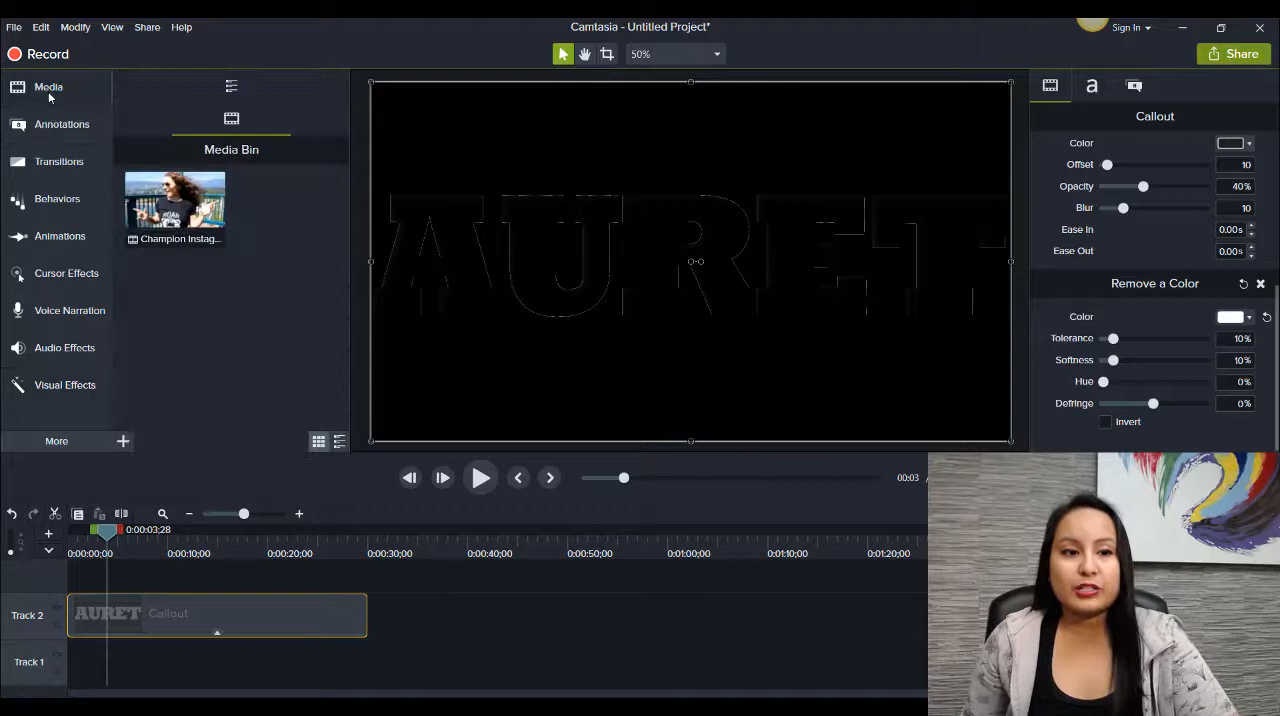 File Edit Modify View Share Help
Camtasia - Untitled Project*
Sign In
Record
50%
Share
Media
Annotations
Transitions
Behaviors
Animations
Cursor Effects
Voice Narration
Audio Effects
Visual Effects
More
Media Bin
Champion Instag...
AURET
a
Callout
Color
Offset 10
Opacity 40%
Blur 10
Ease In 0.00s
Ease Out 0.00s
Remove a Color
Color
Tolerance 10%
Softness 10%
Hue 0%
Defringe 0%
Invert
00:03 /
0:00:03;28
0:00:00;00 0:00:10;00 0:00:20;00 0:00:30;00 0:00:40;00 0:00:50;00 0:01:00;00 0:01:10;00 0:01:20;00
Track 2 AURET Callout
Track 1